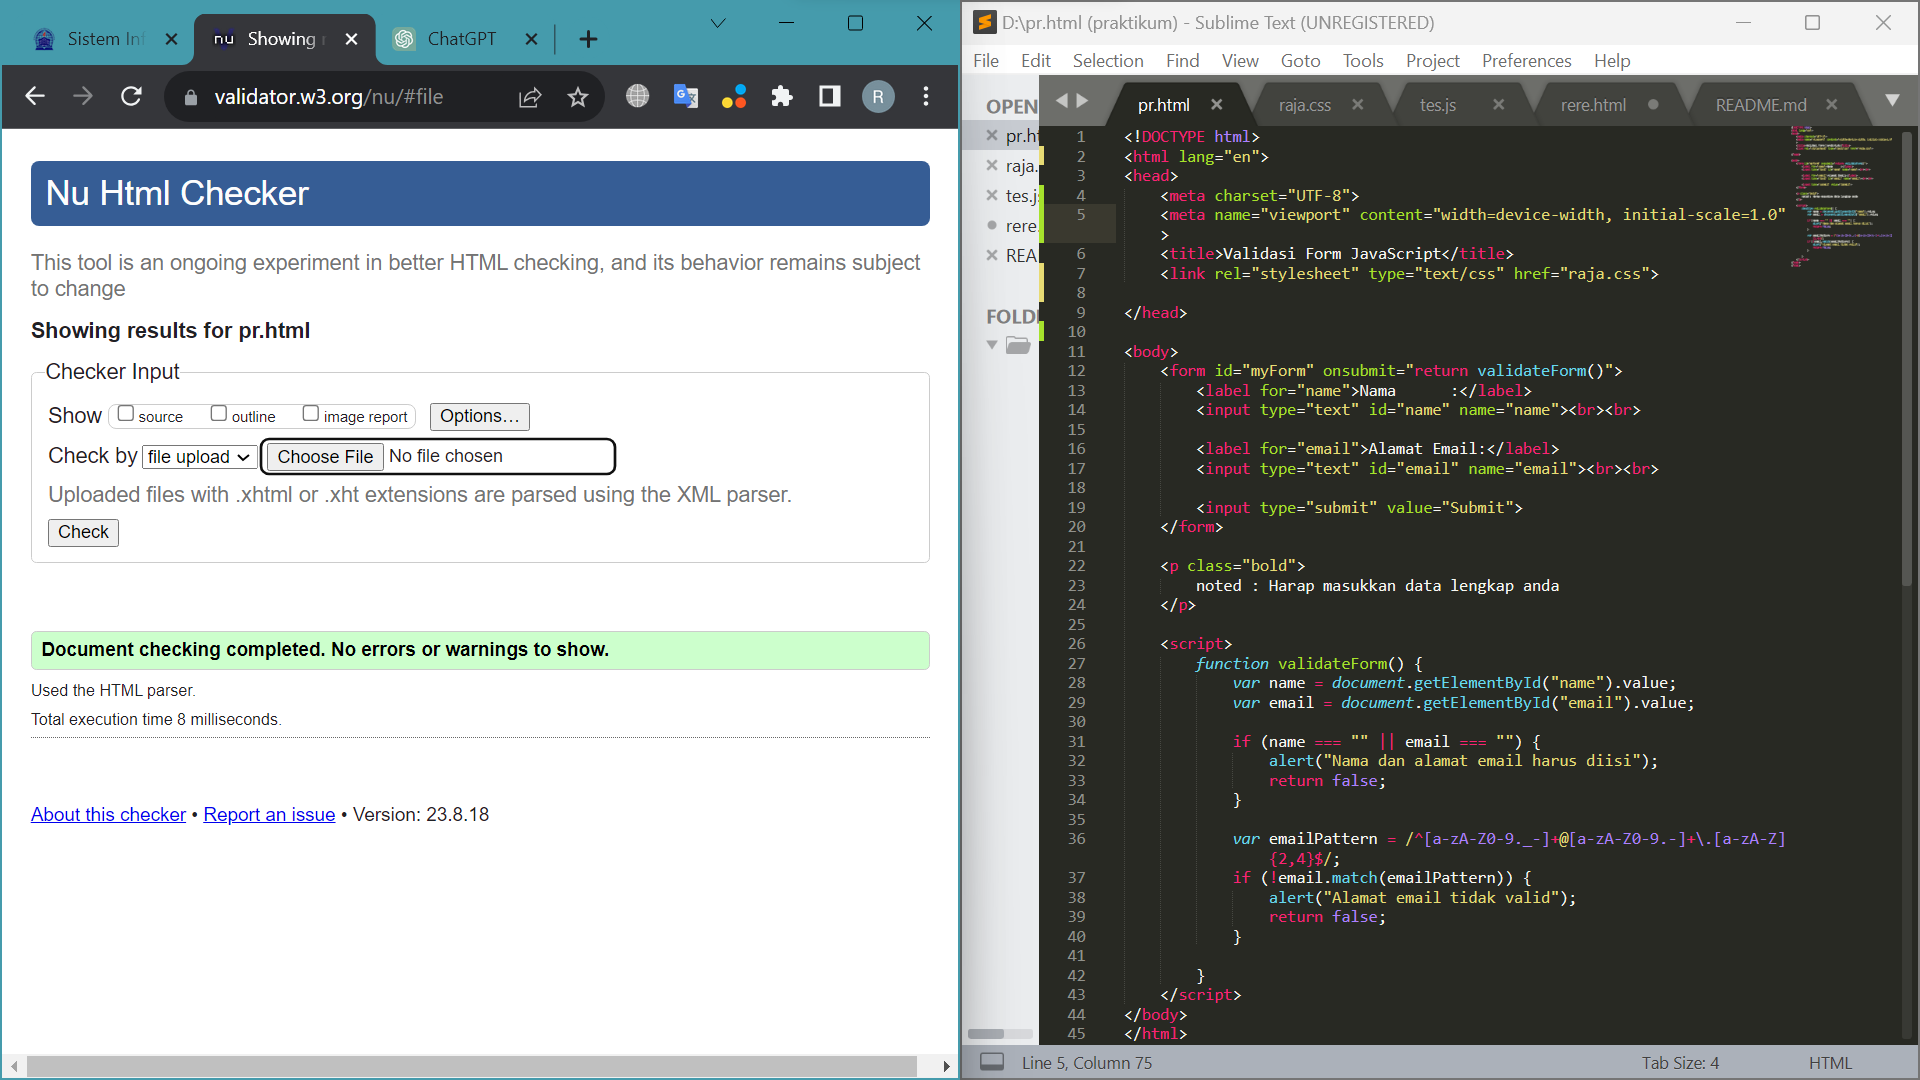 Sistem Inf
nu Showing r
ChatGPT
validator.w3.org/nu/#file
R
Nu Html Checker
This tool is an ongoing experiment in better HTML checking, and its behavior remains subject
to change
Showing results for pr.html
Checker Input
Show source outline image report Options...
Check by file upload Choose File No file chosen
Uploaded files with .xhtml or .xht extensions are parsed using the XML parser.
Check
Document checking completed. No errors or warnings to show.
Used the HTML parser.
Total execution time 8 milliseconds.
About this checker • Report an issue • Version: 23.8.18
D:\pr.html (praktikum) - Sublime Text (UNREGISTERED)
File Edit Selection Find View Goto Tools Project Preferences Help
OPEN
pr.ht
raja.
tes.js
rere.
REA
FOLD
pr.html raja.css tes.js rere.html README.md
1 <!DOCTYPE html>
2 <html lang="en">
3 <head>
4 <meta charset="UTF-8">
5 <meta name="viewport" content="width=device-width, initial-scale=1.0"
>
6 <title>Validasi Form JavaScript</title>
7 <link rel="stylesheet" type="text/css" href="raja.css">
8
9 </head>
10
11 <body>
12 <form id="myForm" onsubmit="return validateForm()">
13 <label for="name">Nama      :</label>
14 <input type="text" id="name" name="name"><br><br>
15
16 <label for="email">Alamat Email:</label>
17 <input type="text" id="email" name="email"><br><br>
18
19 <input type="submit" value="Submit">
20 </form>
21
22 <p class="bold">
23 noted : Harap masukkan data lengkap anda
24 </p>
25
26 <script>
27 function validateForm() {
28 var name = document.getElementById("name").value;
29 var email = document.getElementById("email").value;
30
31 if (name === "" || email === "") {
32 alert("Nama dan alamat email harus diisi");
33 return false;
34 }
35
36 var emailPattern = /^[a-zA-Z0-9._-]+@[a-zA-Z0-9.-]+\.[a-zA-Z]
{2,4}$/;
37 if (!email.match(emailPattern)) {
38 alert("Alamat email tidak valid");
39 return false;
40 }
41
42 }
43 </script>
44 </body>
45 </html>
Line 5, Column 75
Tab Size: 4
HTML